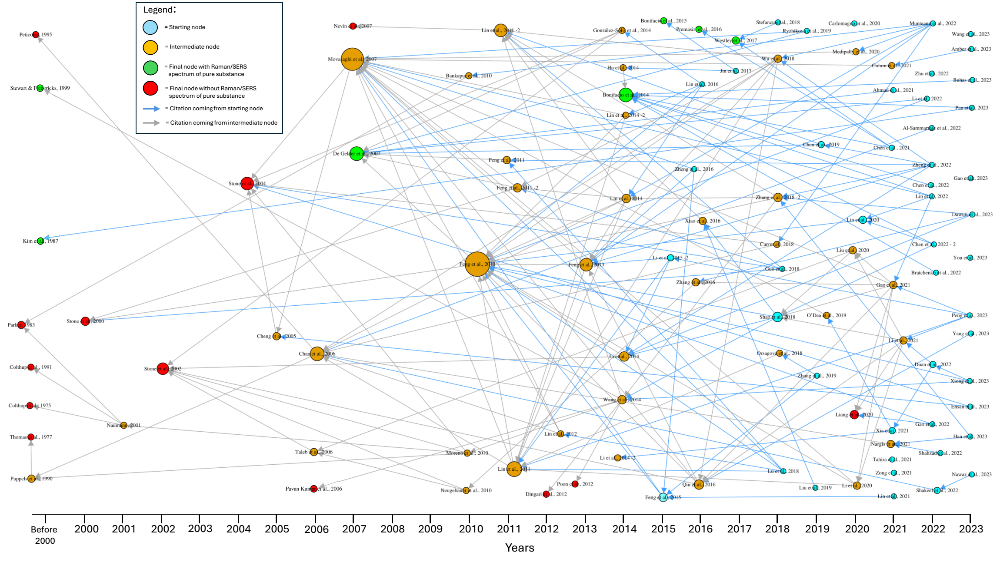 Legend:
= Starting node
= Intermediate node
= Final node with Raman/SERS
spectrum of pure substance
= Final node without Raman/SERS
spectrum of pure substance
= Citation coming from starting node
= Citation coming from intermediate node
Peticolas, 1995
Stewart & Fredericks, 1999
Kim et al., 1987
Parker, 1983
Colthup et al., 1991
Colthup et al., 1975
Thomas et al., 1977
Puppels et al., 1990
Stone et al., 2000
Naumann, 2001
Stone et al., 2002
Stone et al., 2004
Cheng et al., 2005
Chan et al., 2006
Taleb et al., 2006
Pavan Kumar et al., 2006
Nevin et al., 2007
Movasaghi et al., 2007
De Gelder et al., 2007
Bankapur et al., 2010
Feng et al., 2010
Moreno et al., 2010
Neugebauer et al., 2010
Lin et al., 2011 -2
Feng et al., 2011
Feng et al., 2011 -2
Lin et al., 2011
Lin et al., 2012
Poon et al., 2012
Dingari et al., 2012
Feng et al., 2013
González-Solís et al., 2014
Hu et al., 2014
Bonifacio et al., 2014
Lin et al., 2014 -2
Lin et al., 2014
Li et al., 2014
Wang et al., 2014
Li et al., 2014 -2
Bonifacio et al., 2015
Li et al., 2015 -2
Feng et al., 2015
Premasiri et al., 2016
Lin et al., 2016
Zheng et al., 2016
Xiao et al., 2016
Zhang et al., 2016
Qiu et al., 2016
Westley et al., 2017
Jin et al., 2017
Stefancu et al., 2018
Wu et al., 2018
Zhang et al., 2018 -2
Cao et al., 2018
Guo et al., 2018
Shao et al., 2018
Orsagova et al., 2018
Lu et al., 2018
Ryzhikova et al., 2019
Chen et al., 2019
O'Dea et al., 2019
Zhang et al., 2019
Liu et al., 2019
Carlomagno et al., 2020
Medipally et al., 2020
Lin et al., 2020
Liu et al., 2020
Liang et al., 2020
Li et al., 2020
Culum et al., 2021
Ahmad et al., 2021
Chen et al., 2021
Gao et al., 2021
Li et al., 2021
Xia et al., 2021
Nargis et al., 2021
Tahira et al., 2021
Zong et al., 2021
Lin et al., 2021
Munteanu et al., 2022
Zhu et al., 2022
Li et al., 2022
Al-Sammarraie et al., 2022
Zheng et al., 2022
Chen et al., 2022
Lin et al., 2022
Chen et al., 2022 - 2
Bratchenko et al., 2022
Duan et al., 2022
Gao et al., 2022
Shahzad et al., 2022
Shakeel et al., 2022
Wang et al., 2023
Amber et al., 2023
Buhas et al., 2023
Pan et al., 2023
Gao et al., 2023
Dawuti et al., 2023
You et al., 2023
Peng et al., 2023
Yang et al., 2023
Xiong et al., 2023
Ehsan et al., 2023
Han et al., 2023
Nawaz et al., 2023
Before
2000
2000 2001 2002 2003 2004 2005 2006 2007 2008 2009 2010 2011 2012 2013 2014 2015 2016 2017 2018 2019 2020 2021 2022 2023
Years